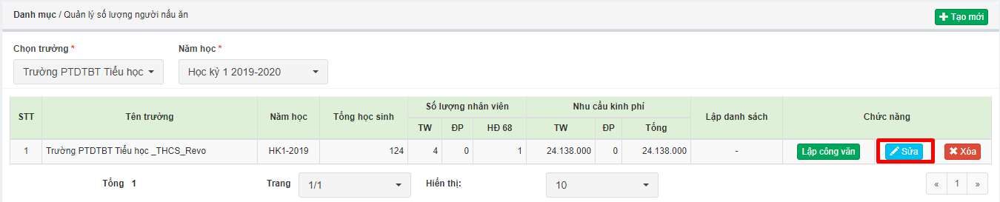 Danh mục / Quản lý số lượng người nấu ăn
Tạo mới
Chọn trường * Năm học *
Trường PTDTBT Tiểu học Học kỳ 1 2019-2020
STT Tên trường Năm học Tổng học sinh Số lượng nhân viên Nhu cầu kinh phí Lập danh sách Chức năng
TW ĐP HĐ 68 TW ĐP Tổng
1 Trường PTDTBT Tiểu học _THCS_Revo HK1-2019 124 4 0 1 24.138.000 0 24.138.000 - Lập công văn Sửa Xóa
Tổng 1 Trang 1/1 Hiển thị: 10 « 1 »